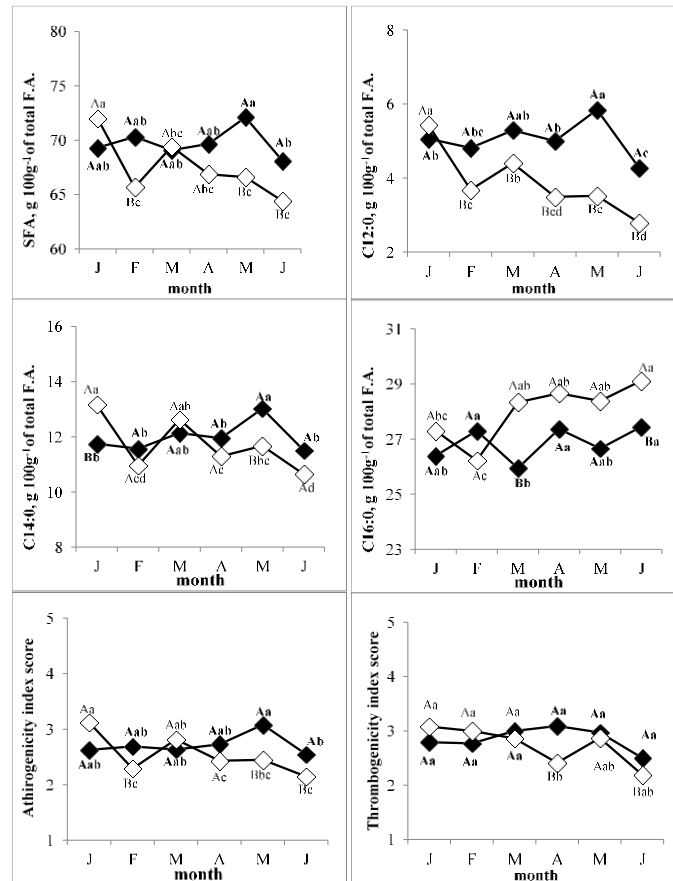 80
75
70
65
60
SFA, g 100g-1 of total F.A.
Aa
Aab
Abc
Aab
Aa
Ab
Aab
Bc
Aab
Abc
Bc
Bc
J F M A M J
month
8
6
4
2
C12:0, g 100g-1 of total F.A.
Aa
Abc
Aab
Ab
Aa
Ab
Bc
Bb
Bcd
Bc
Ac
Bd
J F M A M J
month
16
14
12
10
8
C14:0, g 100g-1 of total F.A.
Aa
Ab
Aab
Ab
Aa
Ab
Bb
Acd
Aab
Ac
Bbc
Ad
J F M A M J
month
31
29
27
25
23
C16:0, g 100g-1 of total F.A.
Abc
Aa
Aab
Aab
Aab
Aa
Aab
Ac
Bb
Aa
Aab
Ba
J F M A M J
month
5
4
3
2
1
Athirogenicity index score
Aa
Aab
Aab
Aab
Aa
Ab
Aab
Bc
Aab
Ac
Bbc
Bc
J F M A M J
month
5
4
3
2
1
Thrombogenicity index score
Aa
Aa
Aa
Aa
Aa
Aa
Aa
Aa
Aa
Bb
Aab
Bab
J F M A M J
month